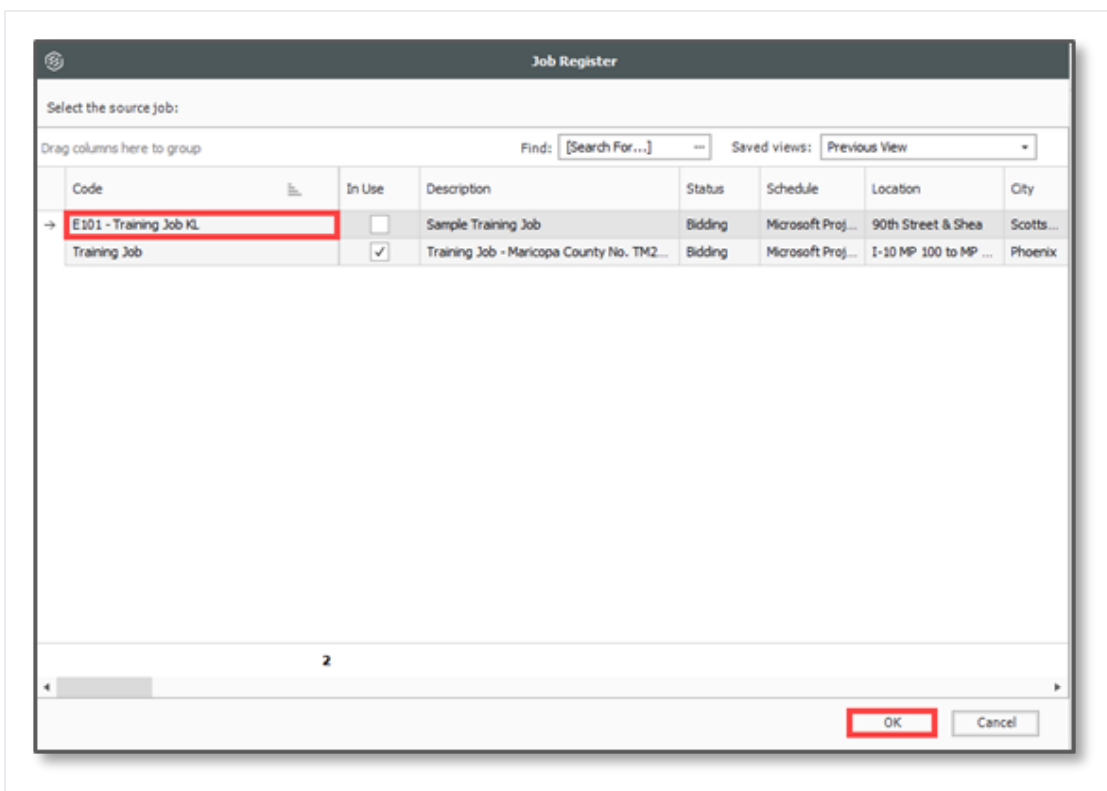 Job Register
Select the source job:
Drag columns here to group Find: [Search For...] ... Saved views: Previous View
Code In Use Description Status Schedule Location City
E101 - Training Job KL Sample Training Job Bidding Microsoft Proj... 90th Street & Shea Scotts...
Training Job Training Job - Maricopa County No. TM2... Bidding Microsoft Proj... I-10 MP 100 to MP ... Phoenix
2
OK Cancel